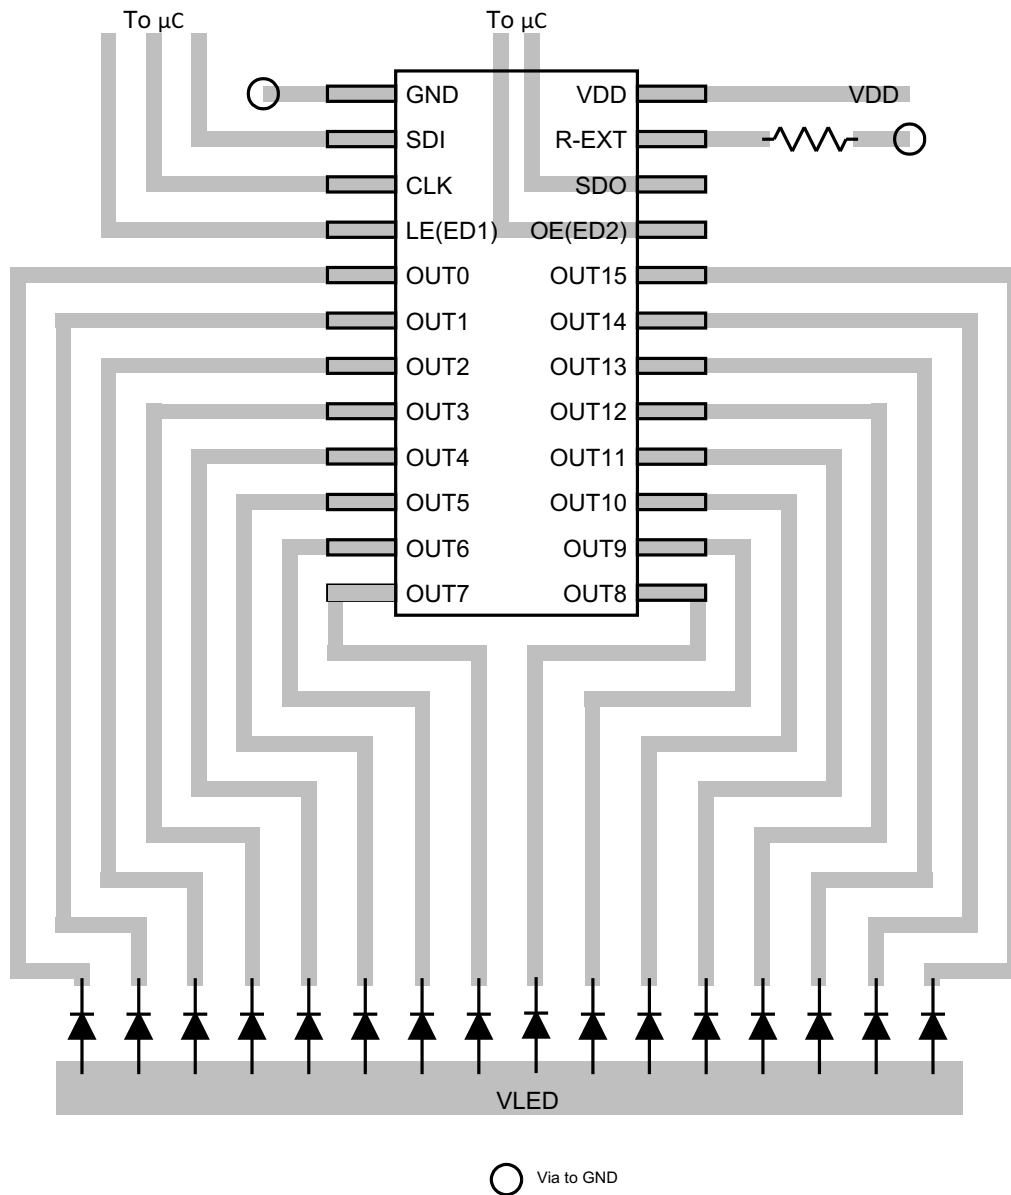 To μC To μC
GND VDD VDD
SDI R-EXT
CLK SDO
LE(ED1) OE(ED2)
OUT0 OUT15
OUT1 OUT14
OUT2 OUT13
OUT3 OUT12
OUT4 OUT11
OUT5 OUT10
OUT6 OUT9
OUT7 OUT8
VLED
Via to GND